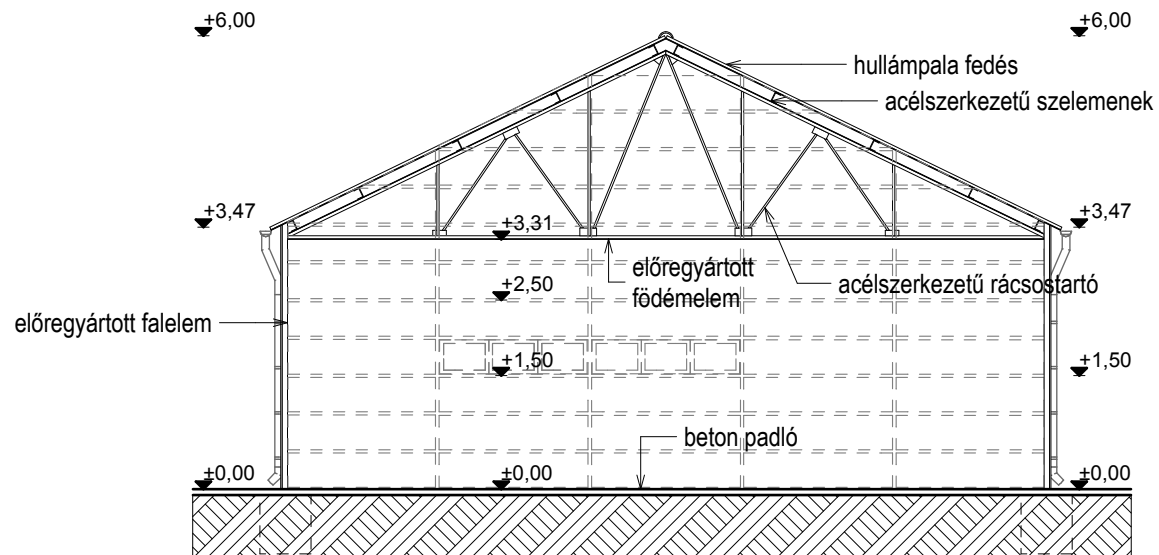 +6,00
+6,00
hullámpala fedés
acélszerkezetű szelemenek
+3,47
+3,31
+3,47
előregyártott
födémelem
acélszerkezetű rácsostartó
+2,50
előregyártott falelem
+1,50
+1,50
beton padló
±0,00
±0,00
±0,00